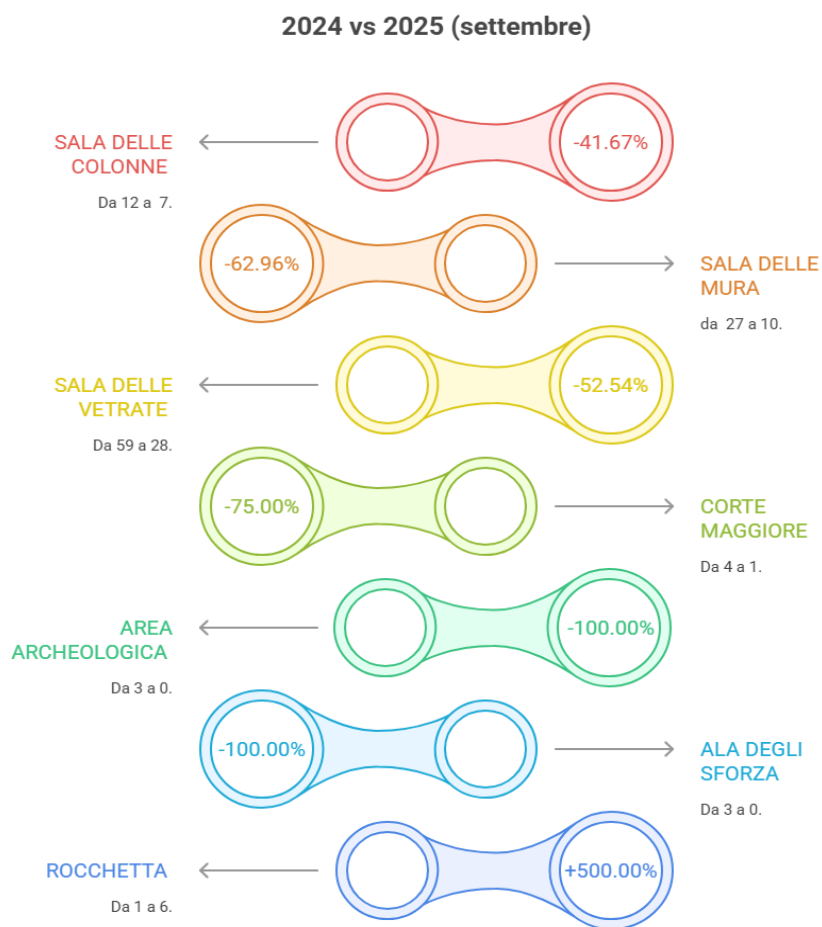 2024 vs 2025 (settembre)
-41.67%
SALA DELLE
COLONNE
Da 12 a 7.
-62.96%
SALA DELLE
MURA
da 27 a 10.
-52.54%
SALA DELLE
VETRATE
Da 59 a 28.
-75.00%
CORTE
MAGGIORE
Da 4 a 1.
-100.00%
AREA
ARCHEOLOGICA
Da 3 a 0.
-100.00%
ALA DEGLI
SFORZA
Da 3 a 0.
+500.00%
ROCCHETTA
Da 1 a 6.